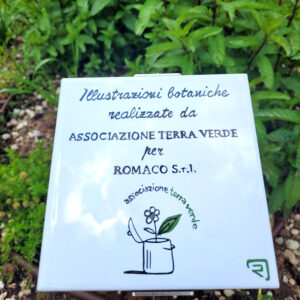 Illustrazioni botaniche
realizzate da
ASSOCIAZIONE TERRA VERDE
per
ROMACO S.r.l.
associazione terra verde